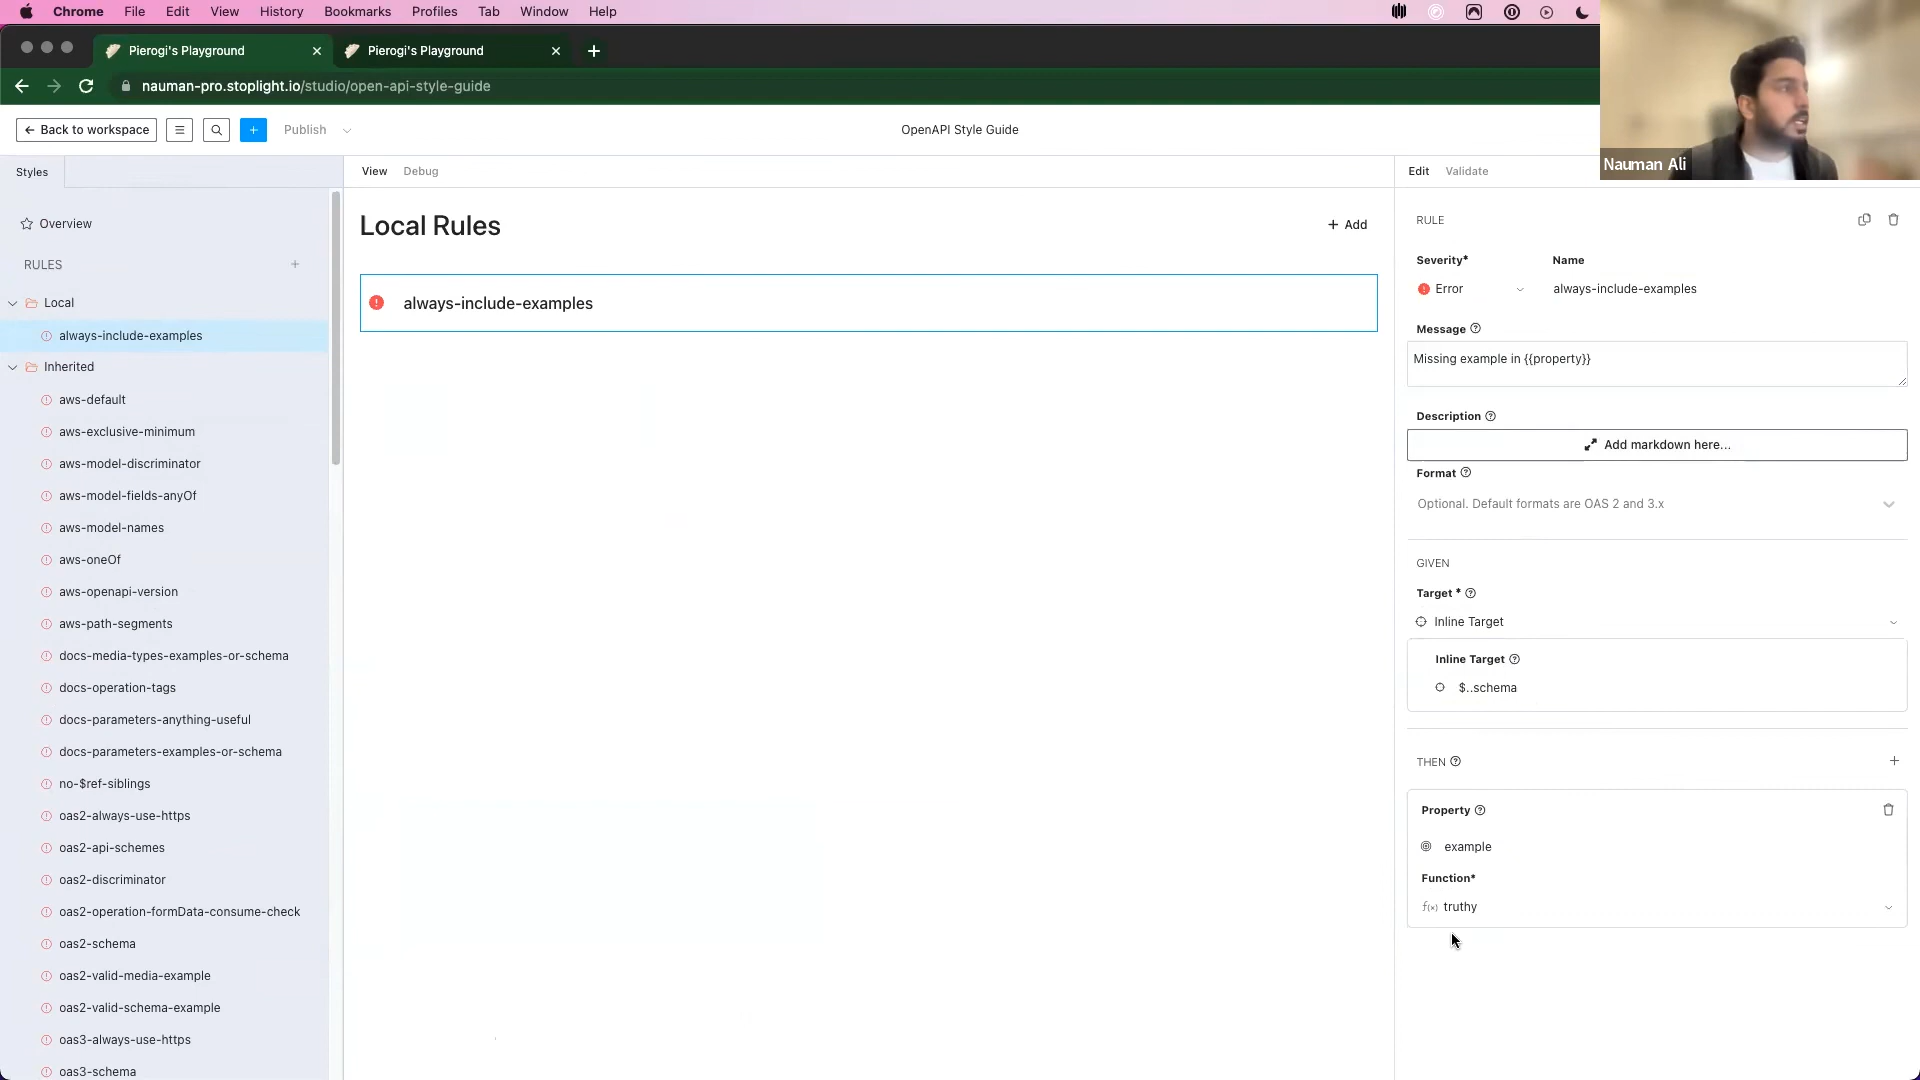 Chrome File Edit View History Bookmarks Profiles Tab Window Help
Pierogi's Playground
Pierogi's Playground
nauman-pro.stoplight.io/studio/open-api-style-guide
Back to workspace
Publish
OpenAPI Style Guide
Nauman Ali
Styles
View Debug
Edit Validate
Overview
RULES
Local
always-include-examples
Inherited
aws-default
aws-exclusive-minimum
aws-model-discriminator
aws-model-fields-anyOf
aws-model-names
aws-oneOf
aws-openapi-version
aws-path-segments
docs-media-types-examples-or-schema
docs-operation-tags
docs-parameters-anything-useful
docs-parameters-examples-or-schema
no-$ref-siblings
oas2-always-use-https
oas2-api-schemes
oas2-discriminator
oas2-operation-formData-consume-check
oas2-schema
oas2-valid-media-example
oas2-valid-schema-example
oas3-always-use-https
oas3-schema
Local Rules
+ Add
always-include-examples
RULE
Severity* Name
Error always-include-examples
Message
Missing example in {{property}}
Description
Add markdown here...
Format
Optional. Default formats are OAS 2 and 3.x
GIVEN
Target *
Inline Target
Inline Target
$..schema
THEN
Property
example
Function*
f(x) truthy